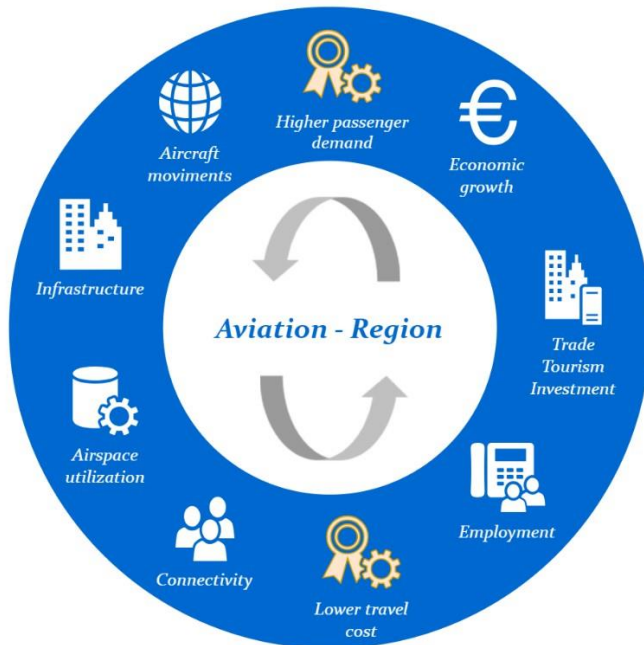 Higher passenger
demand
Economic
growth
Trade
Tourism
Investment
Employment
Lower travel
cost
Connectivity
Airspace
utilization
Infrastructure
Aircraft
moviments
Aviation - Region
€